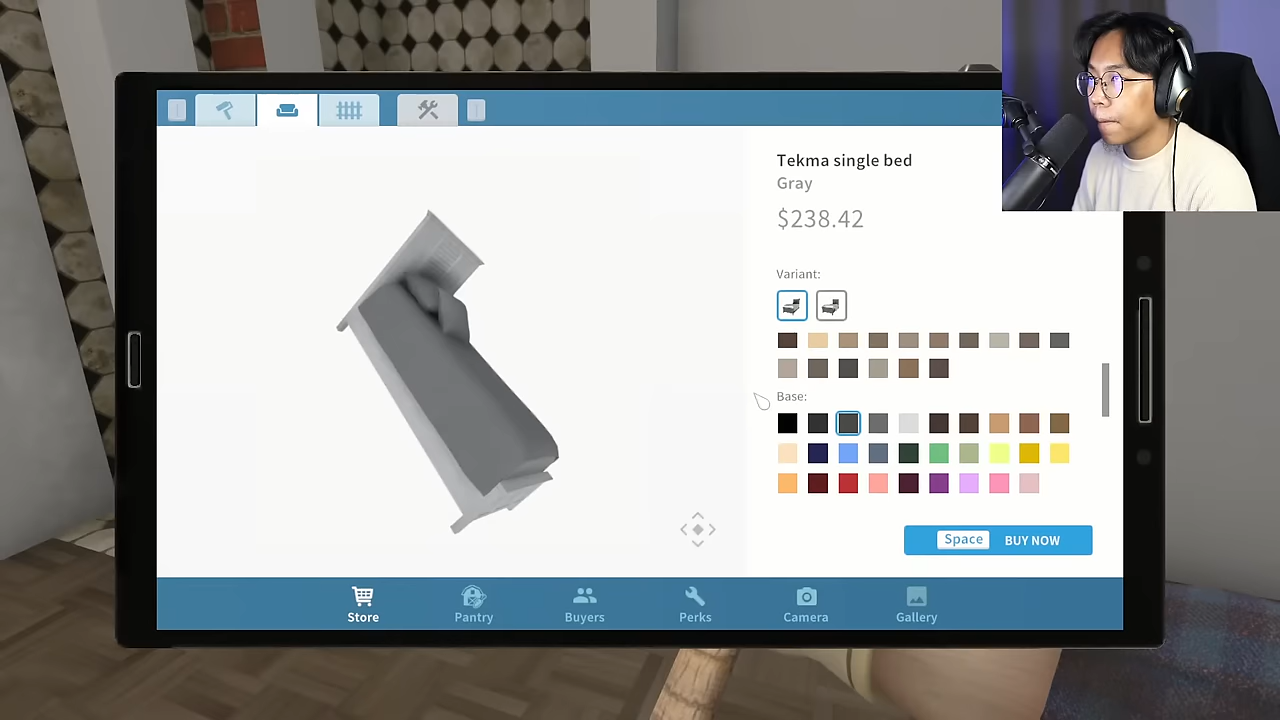 Tekma single bed
Gray
$238.42
Variant:
Base:
Space BUY NOW
Store Pantry Buyers Perks Camera Gallery